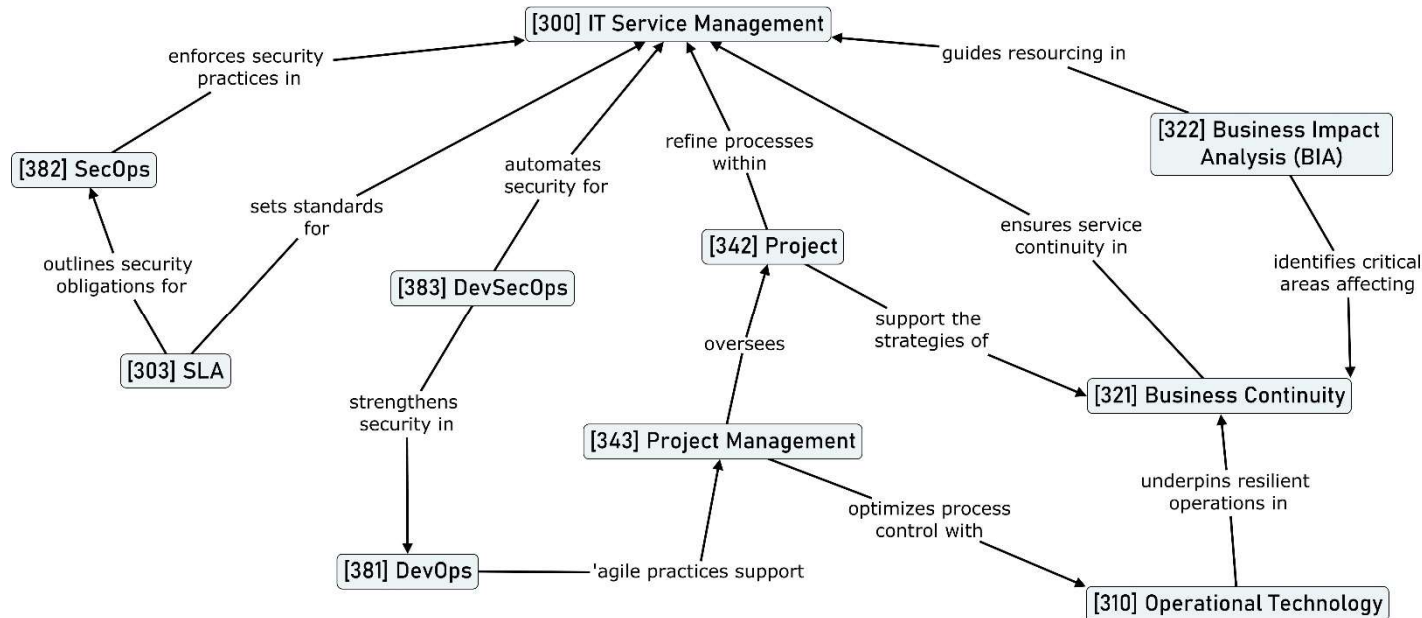 [300] IT Service Management
enforces security
practices in
guides resourcing in
[322] Business Impact
Analysis (BIA)
refine processes
within
[382] SecOps
automates
security for
sets standards
for
ensures service
continuity in
[342] Project
outlines security
obligations for
[383] DevSecOps
identifies critical
areas affecting
support the
strategies of
oversees
[303] SLA
[321] Business Continuity
strengthens
security in
[343] Project Management
underpins resilient
operations in
optimizes process
control with
[381] DevOps
'agile practices support
[310] Operational Technology